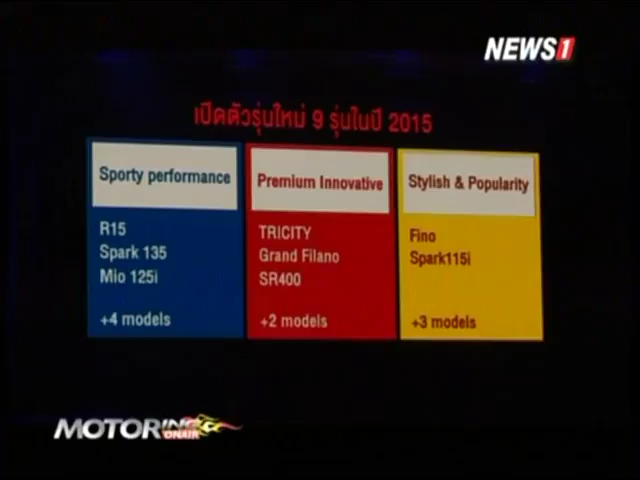 NEWS1
เปิดตัวรุ่นใหม่ 9 รุ่นในปี 2015
Sporty performance
R15
Spark 135
Mio 125i
+4 models
Premium Innovative
TRICITY
Grand Filano
SR400
+2 models
Stylish & Popularity
Fino
Spark115i
+3 models
MOTORING
ONAIR